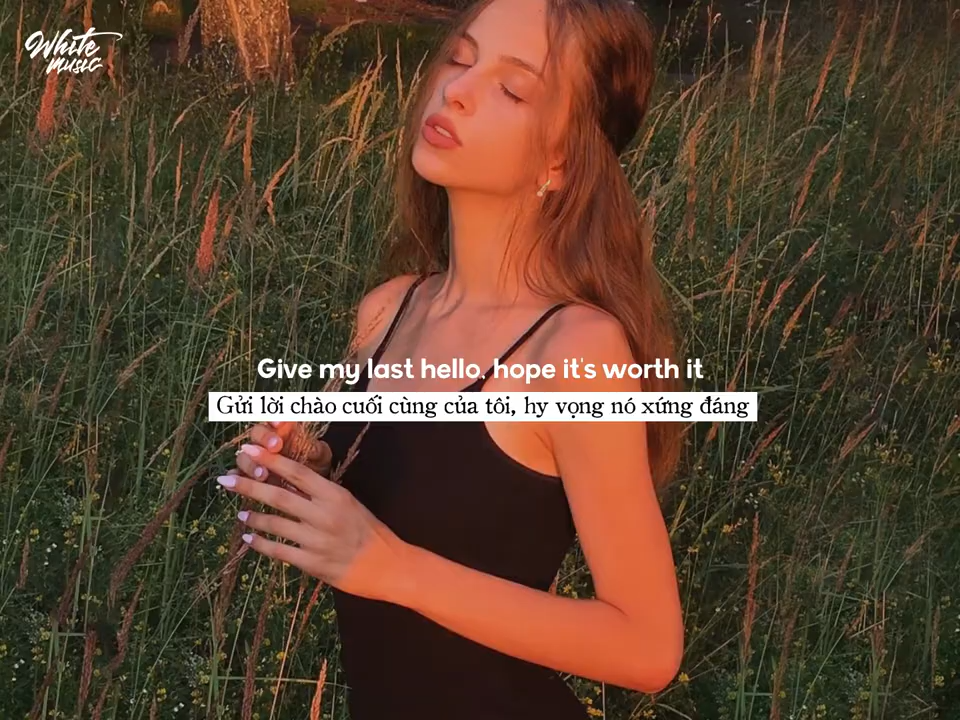 White
Music
Give my last hello, hope it's worth it
Gửi lời chào cuối cùng của tôi, hy vọng nó xứng đáng